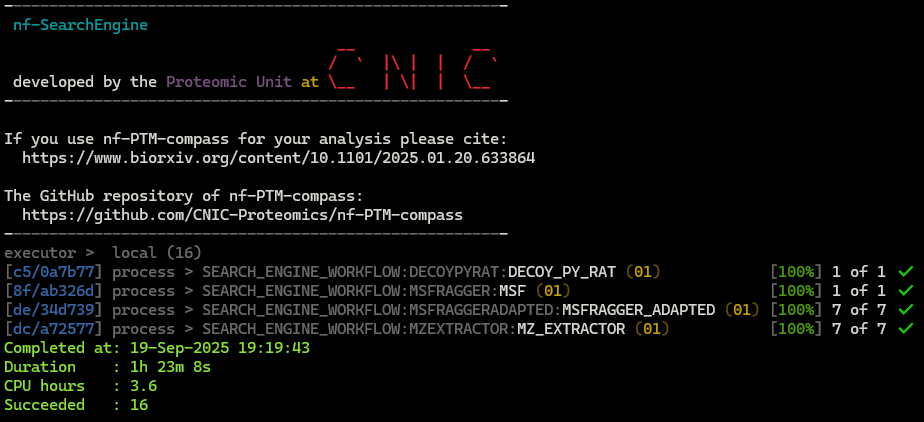 nf-SearchEngine
developed by the Proteomic Unit at CNIC
If you use nf-PTM-compass for your analysis please cite:
https://www.biorxiv.org/content/10.1101/2025.01.20.633864
The GitHub repository of nf-PTM-compass:
https://github.com/CNIC-Proteomics/nf-PTM-compass
executor >  local (16)
[c5/0a7b77] process > SEARCH_ENGINE_WORKFLOW:DECOYPYRAT:DECOY_PY_RAT (01) [100%] 1 of 1 ✔
[8f/ab326d] process > SEARCH_ENGINE_WORKFLOW:MSFRAGGER:MSF (01) [100%] 1 of 1 ✔
[de/34d739] process > SEARCH_ENGINE_WORKFLOW:MSFRAGGERADAPTED:MSFRAGGER_ADAPTED (01) [100%] 7 of 7 ✔
[dc/a72577] process > SEARCH_ENGINE_WORKFLOW:MZEXTRACTOR:MZ_EXTRACTOR (01) [100%] 7 of 7 ✔
Completed at: 19-Sep-2025 19:19:43
Duration    : 1h 23m 8s
CPU hours   : 3.6
Succeeded   : 16